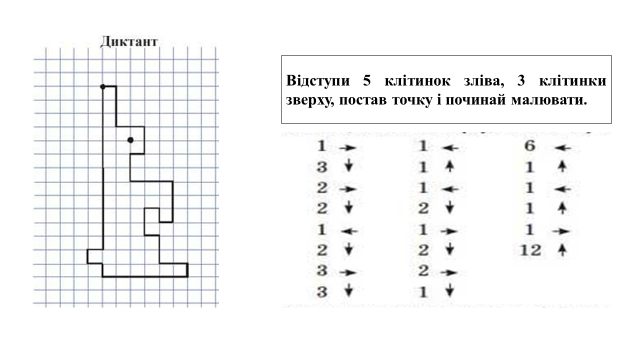 Диктант
Відступи 5 клітинок зліва, 3 клітинки
зверху, постав точку і починай малювати.
1 → 1 ← 6 ←
3 ↓ 1 ↑ 1 ↑
2 → 1 ← 1 ←
2 ↓ 2 ↓ 1 ↑
1 ← 1 → 1 →
2 ↓ 2 ↓ 12 ↑
3 → 2 →
3 ↓ 1 ↓